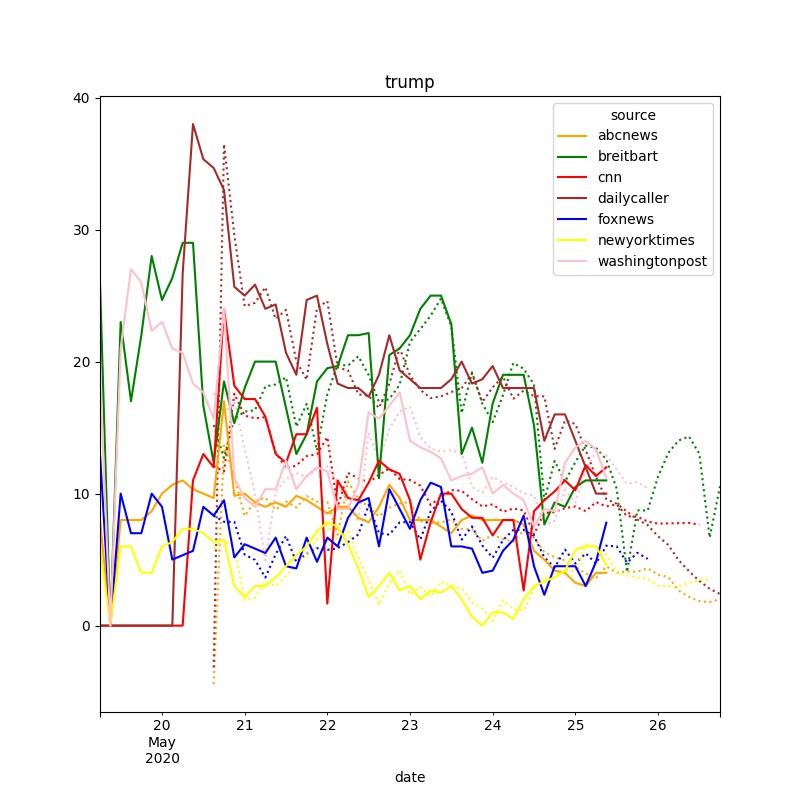 trump
40
30
20
10
0
source
abcnews
breitbart
cnn
dailycaller
foxnews
newyorktimes
washingtonpost
20 21 22 23 24 25 26
May
2020
date